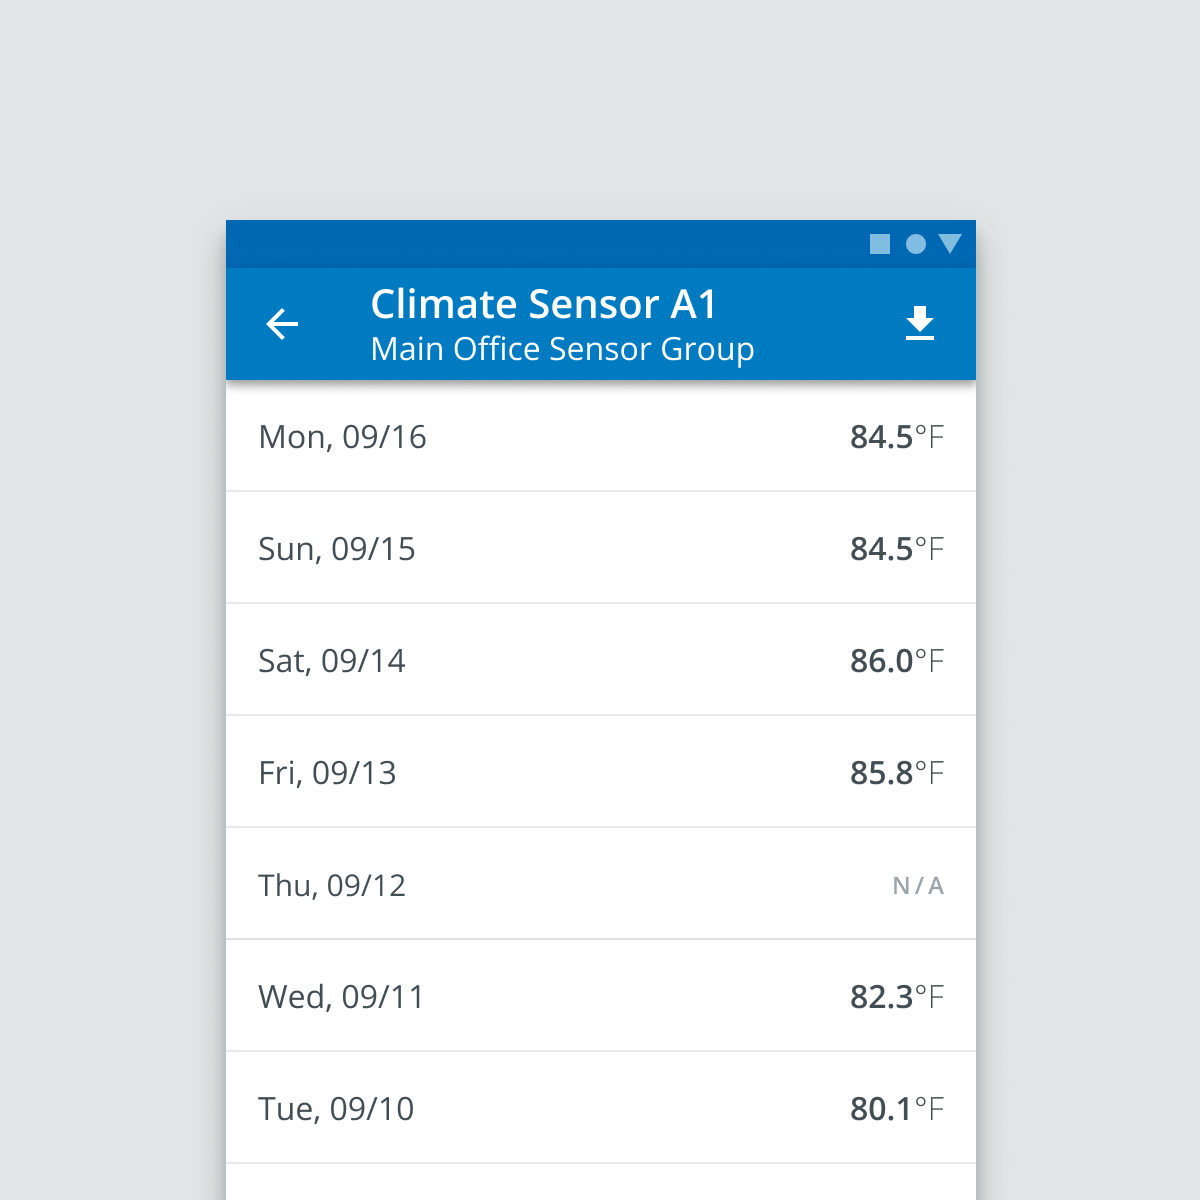 Climate Sensor A1
Main Office Sensor Group
Mon, 09/16 84.5°F
Sun, 09/15 84.5°F
Sat, 09/14 86.0°F
Fri, 09/13 85.8°F
Thu, 09/12 N/A
Wed, 09/11 82.3°F
Tue, 09/10 80.1°F